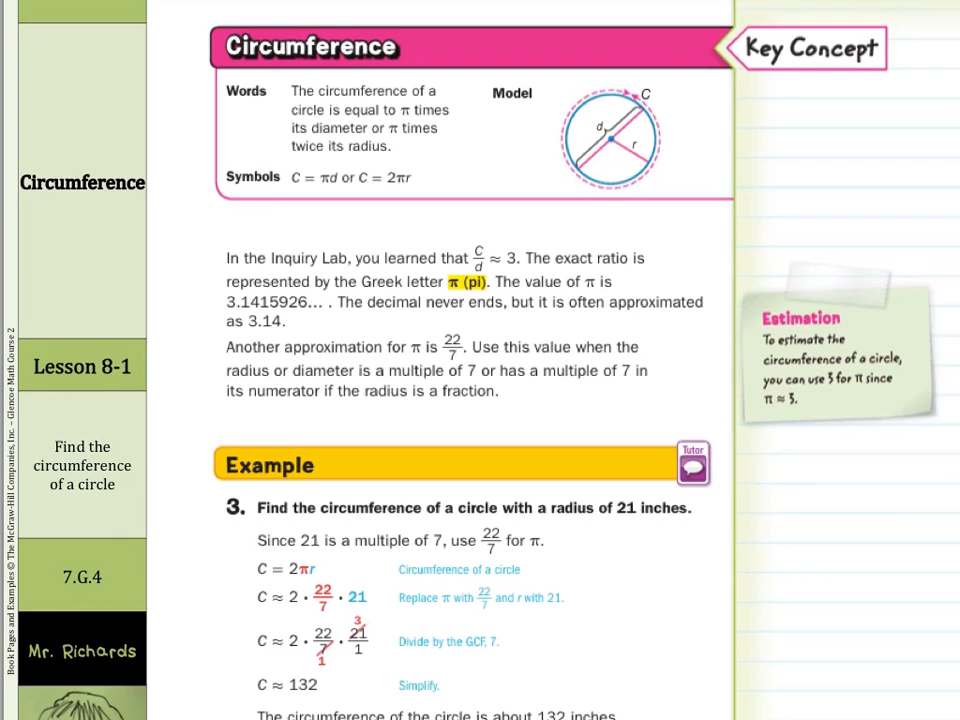 Circumference
Key Concept
Words
The circumference of a
circle is equal to π times
its diameter or π times
twice its radius.
Symbols C = πd or C = 2πr
Model
C
d
r
Circumference
In the Inquiry Lab, you learned that C/d ≈ 3. The exact ratio is
represented by the Greek letter π (pi). The value of π is
3.1415926... . The decimal never ends, but it is often approximated
as 3.14.
Another approximation for π is 22/7. Use this value when the
radius or diameter is a multiple of 7 or has a multiple of 7 in
its numerator if the radius is a fraction.
Estimation
To estimate the
circumference of a circle,
you can use 3 for π since
π ≈ 3.
Lesson 8-1
Find the
circumference
of a circle
7.G.4
Mr. Richards
Book Pages and Examples © The McGraw-Hill Companies, Inc. – Glencoe Math Course 2
Example
Tutor
3. Find the circumference of a circle with a radius of 21 inches.
Since 21 is a multiple of 7, use 22/7 for π.
C = 2πr Circumference of a circle
C ≈ 2 · 22/7 · 21 Replace π with 22/7 and r with 21.
3
C ≈ 2 · 22/7 · 21/1 Divide by the GCF, 7.
1
C ≈ 132 Simplify.
The circumference of the circle is about 132 inches.